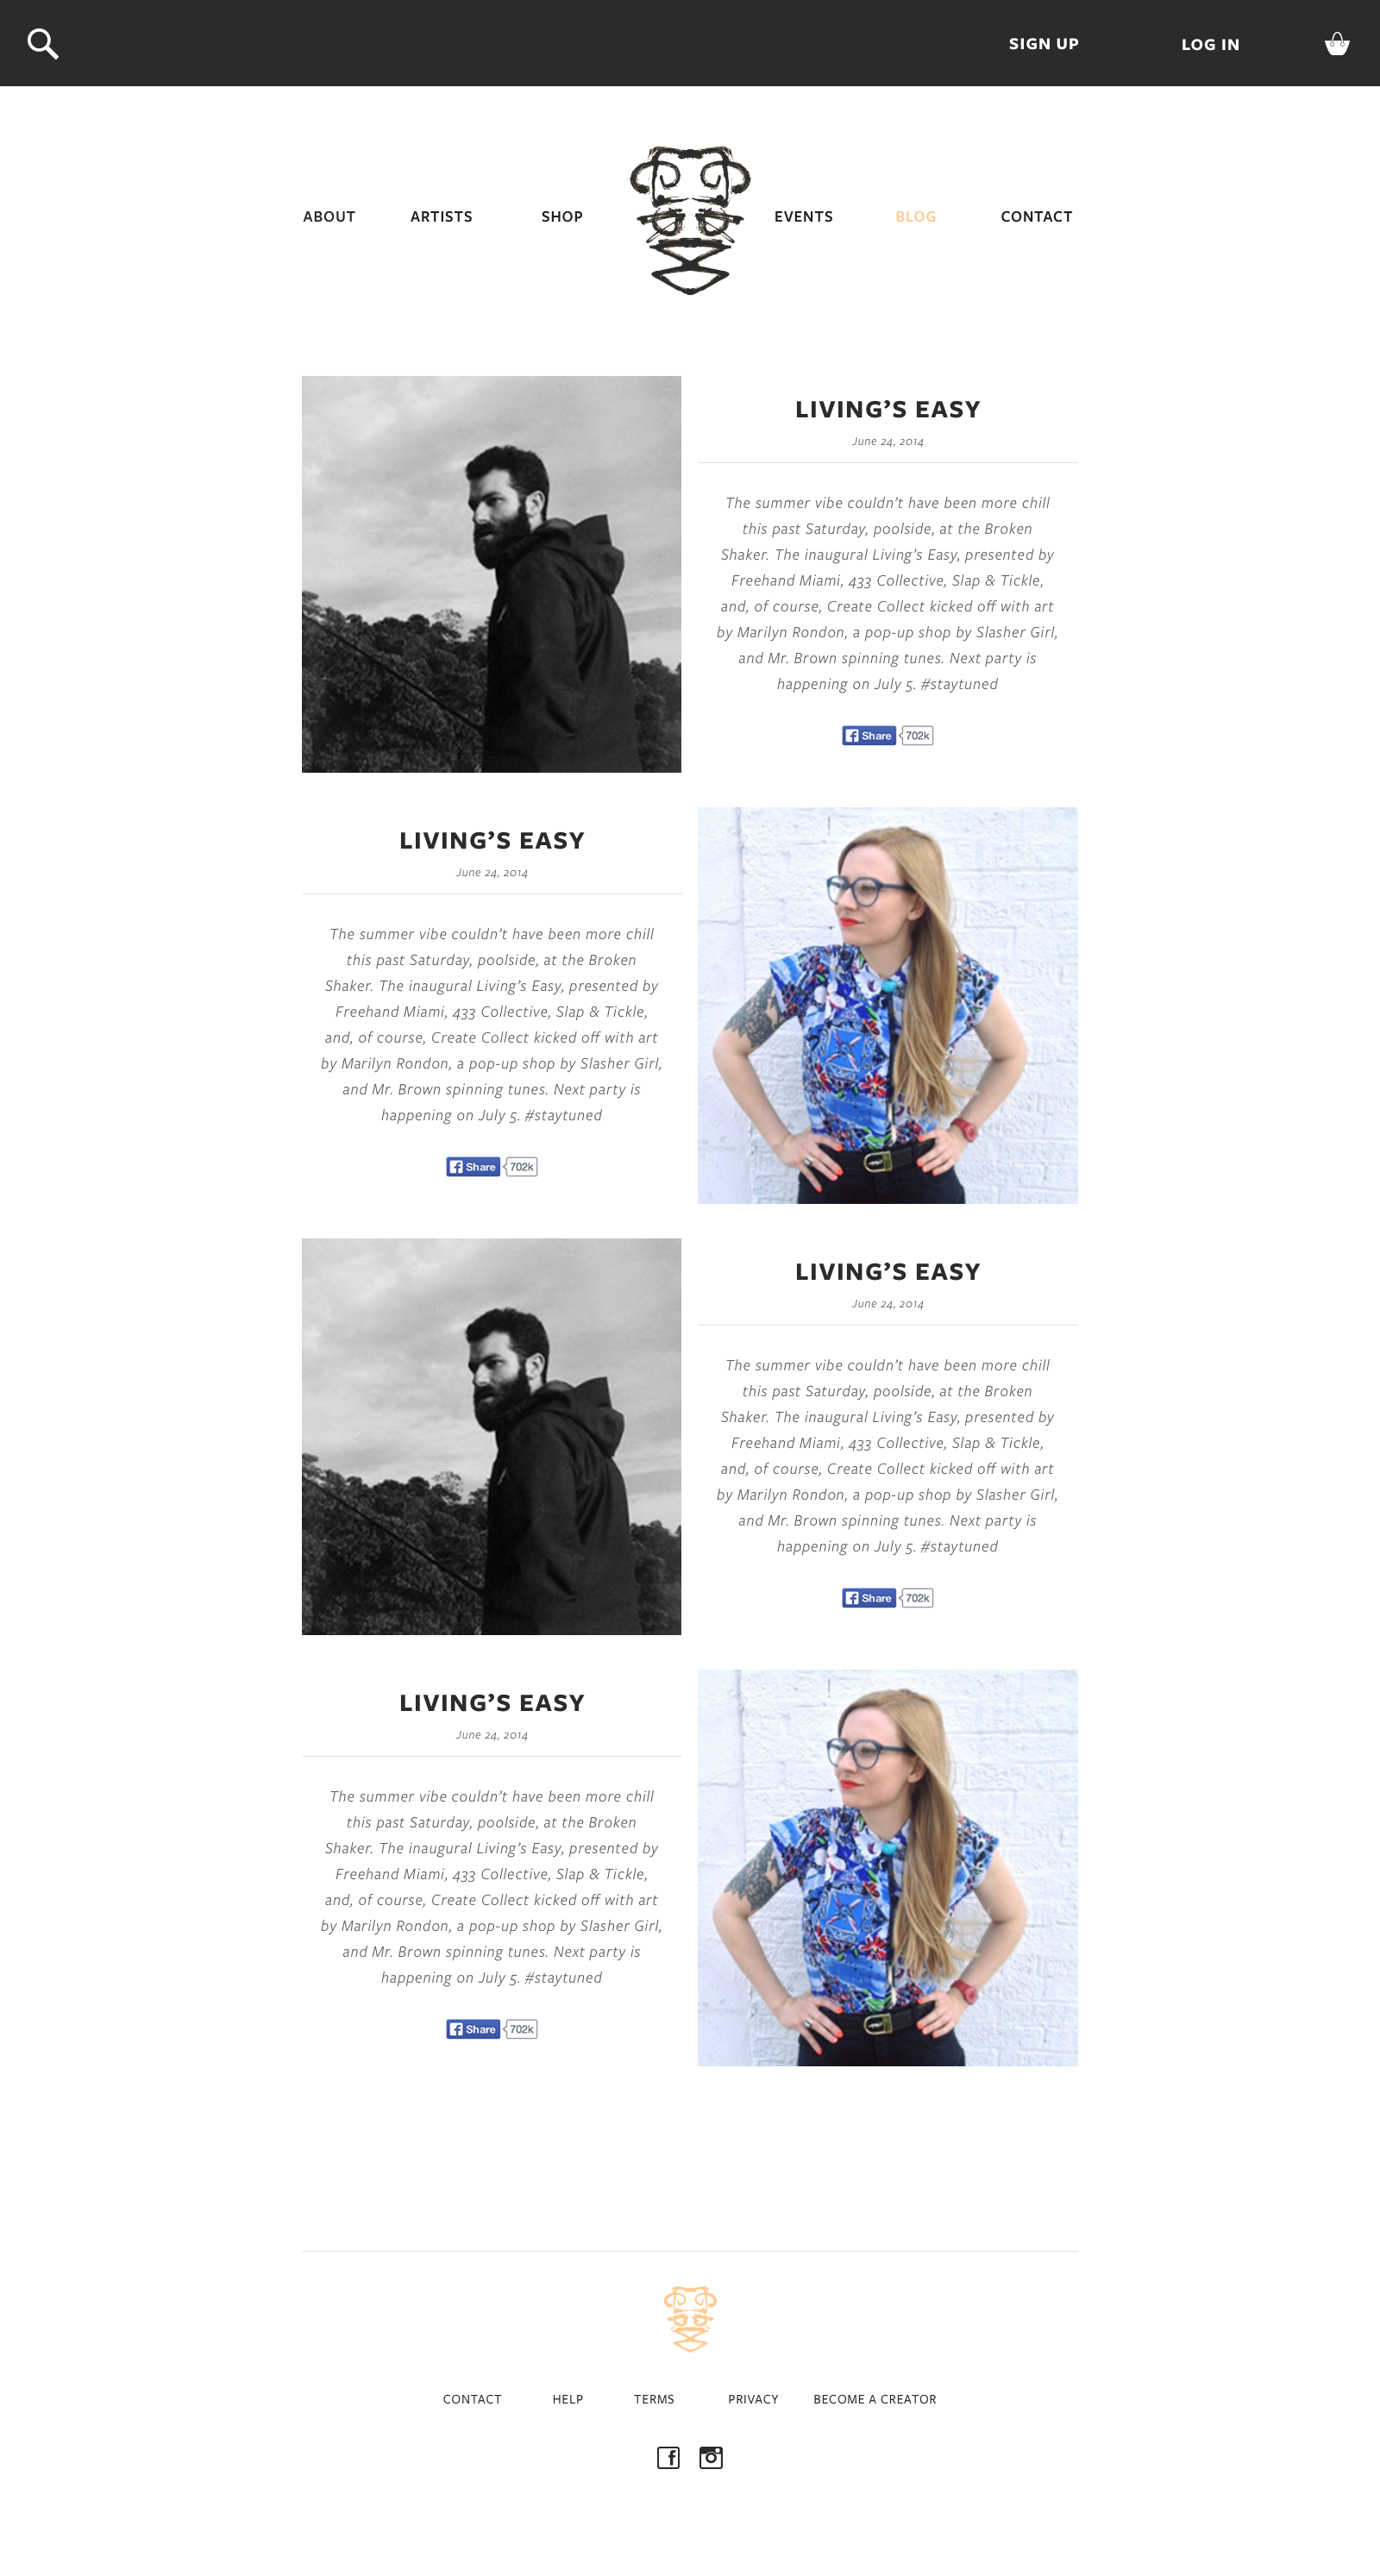 SIGN UP
LOG IN
ABOUT
ARTISTS
SHOP
EVENTS
BLOG
CONTACT
LIVING’S EASY
June 24, 2014
The summer vibe couldn’t have been more chill
this past Saturday, poolside, at the Broken
Shaker. The inaugural Living’s Easy, presented by
Freehand Miami, 433 Collective, Slap & Tickle,
and, of course, Create Collect kicked off with art
by Marilyn Rondon, a pop-up shop by Slasher Girl,
and Mr. Brown spinning tunes. Next party is
happening on July 5. #staytuned
Share 702k
LIVING’S EASY
June 24, 2014
The summer vibe couldn’t have been more chill
this past Saturday, poolside, at the Broken
Shaker. The inaugural Living’s Easy, presented by
Freehand Miami, 433 Collective, Slap & Tickle,
and, of course, Create Collect kicked off with art
by Marilyn Rondon, a pop-up shop by Slasher Girl,
and Mr. Brown spinning tunes. Next party is
happening on July 5. #staytuned
Share 702k
LIVING’S EASY
June 24, 2014
The summer vibe couldn’t have been more chill
this past Saturday, poolside, at the Broken
Shaker. The inaugural Living’s Easy, presented by
Freehand Miami, 433 Collective, Slap & Tickle,
and, of course, Create Collect kicked off with art
by Marilyn Rondon, a pop-up shop by Slasher Girl,
and Mr. Brown spinning tunes. Next party is
happening on July 5. #staytuned
Share 702k
LIVING’S EASY
June 24, 2014
The summer vibe couldn’t have been more chill
this past Saturday, poolside, at the Broken
Shaker. The inaugural Living’s Easy, presented by
Freehand Miami, 433 Collective, Slap & Tickle,
and, of course, Create Collect kicked off with art
by Marilyn Rondon, a pop-up shop by Slasher Girl,
and Mr. Brown spinning tunes. Next party is
happening on July 5. #staytuned
Share 702k
CONTACT
HELP
TERMS
PRIVACY
BECOME A CREATOR